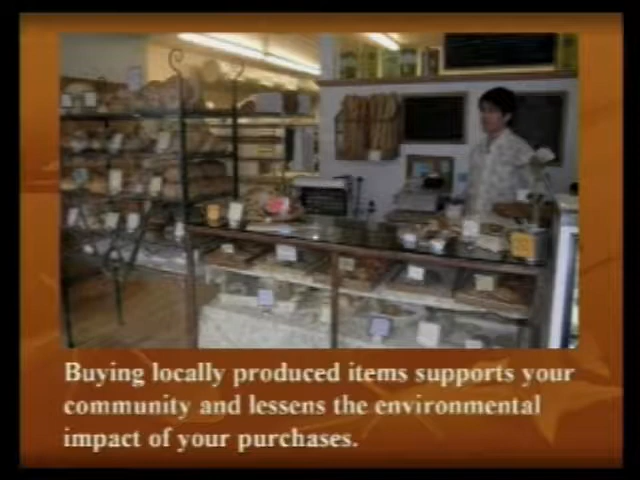 Buying locally produced items supports your
community and lessens the environmental
impact of your purchases.